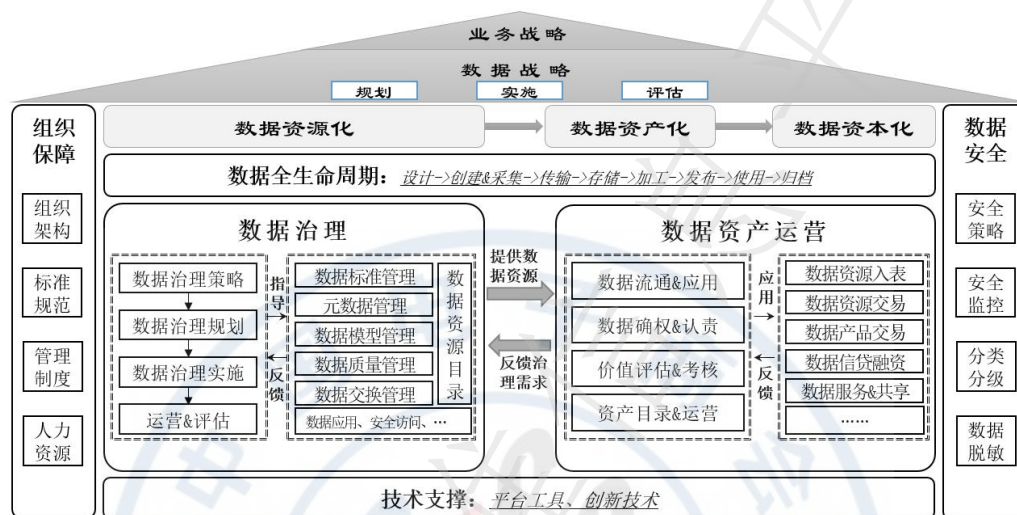 业务战略
数据战略
规划
实施
评估
组织
保障
组织
架构
标准
规范
管理
制度
人力
资源
数据资源化
数据资产化
数据资本化
数据全生命周期：设计->创建&采集->传输->存储->加工->发布->使用->归档
数据治理
数据治理策略
数据治理规划
数据治理实施
运营&评估
指
导
反
馈
数据标准管理
元数据管理
数据模型管理
数据质量管理
数据交换管理
数据应用、安全访问、…
数
据
资
源
目
录
提供数
据资源
反馈治
理需求
数据资产运营
数据流通&应用
数据确权&认责
价值评估&考核
资产目录&运营
应
用
反
馈
数据资源入表
数据资源交易
数据产品交易
数据信贷融资
数据服务&共享
……
技术支撑：平台工具、创新技术
数据
安全
安全
策略
安全
监控
分类
分级
数据
脱敏